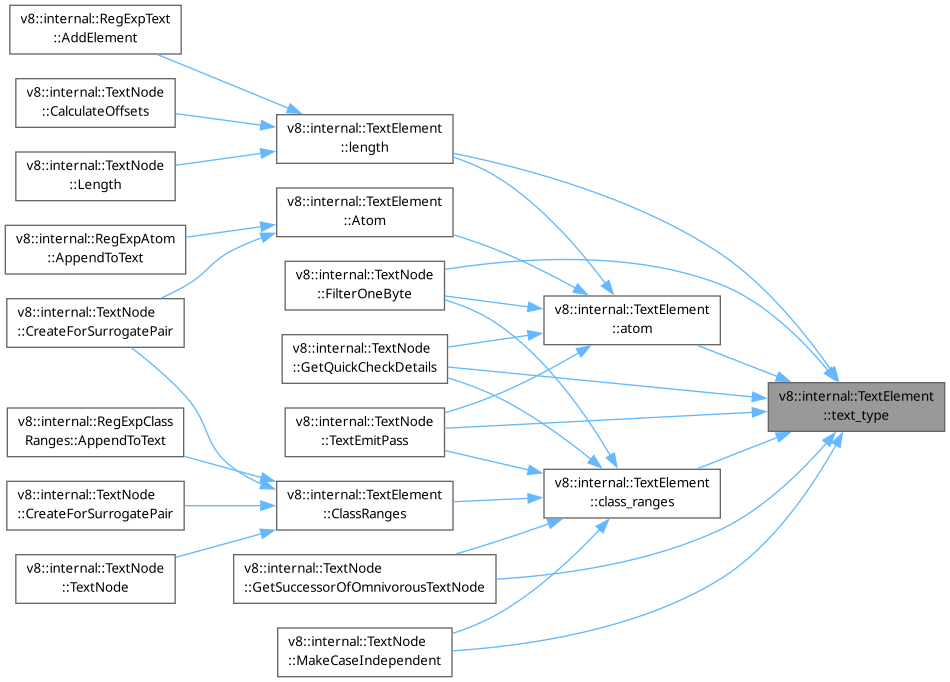 v8::internal::RegExpText
::AddElement
v8::internal::TextNode
::CalculateOffsets
v8::internal::TextNode
::Length
v8::internal::RegExpAtom
::AppendToText
v8::internal::TextNode
::CreateForSurrogatePair
v8::internal::RegExpClass
Ranges::AppendToText
v8::internal::TextNode
::CreateForSurrogatePair
v8::internal::TextNode
::TextNode
v8::internal::TextElement
::length
v8::internal::TextElement
::Atom
v8::internal::TextNode
::FilterOneByte
v8::internal::TextNode
::GetQuickCheckDetails
v8::internal::TextNode
::TextEmitPass
v8::internal::TextElement
::ClassRanges
v8::internal::TextNode
::GetSuccessorOfOmnivorousTextNode
v8::internal::TextNode
::MakeCaseIndependent
v8::internal::TextElement
::atom
v8::internal::TextElement
::class_ranges
v8::internal::TextElement
::text_type